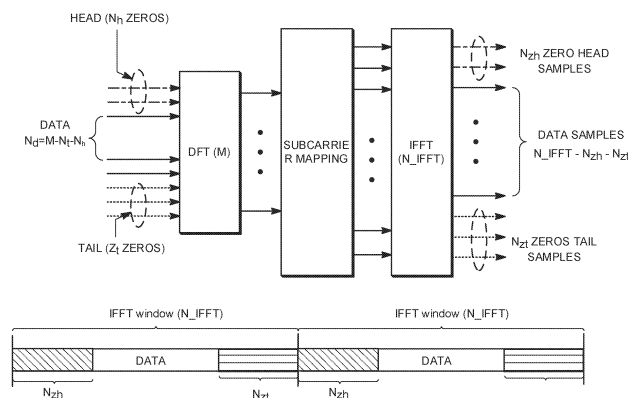 HEAD (Nh ZEROS)
DATA
Nd=M-Nt-Nh
TAIL (Zt ZEROS)
DFT (M)
SUBCARRIE
R MAPPING
IFFT
(N_IFFT)
Nzh ZERO HEAD
SAMPLES
DATA SAMPLES
N_IFFT - Nzh - Nzt
Nzt ZEROS TAIL
SAMPLES
IFFT window (N_IFFT)
IFFT window (N_IFFT)
DATA
DATA
Nzh
Nzt
Nzh